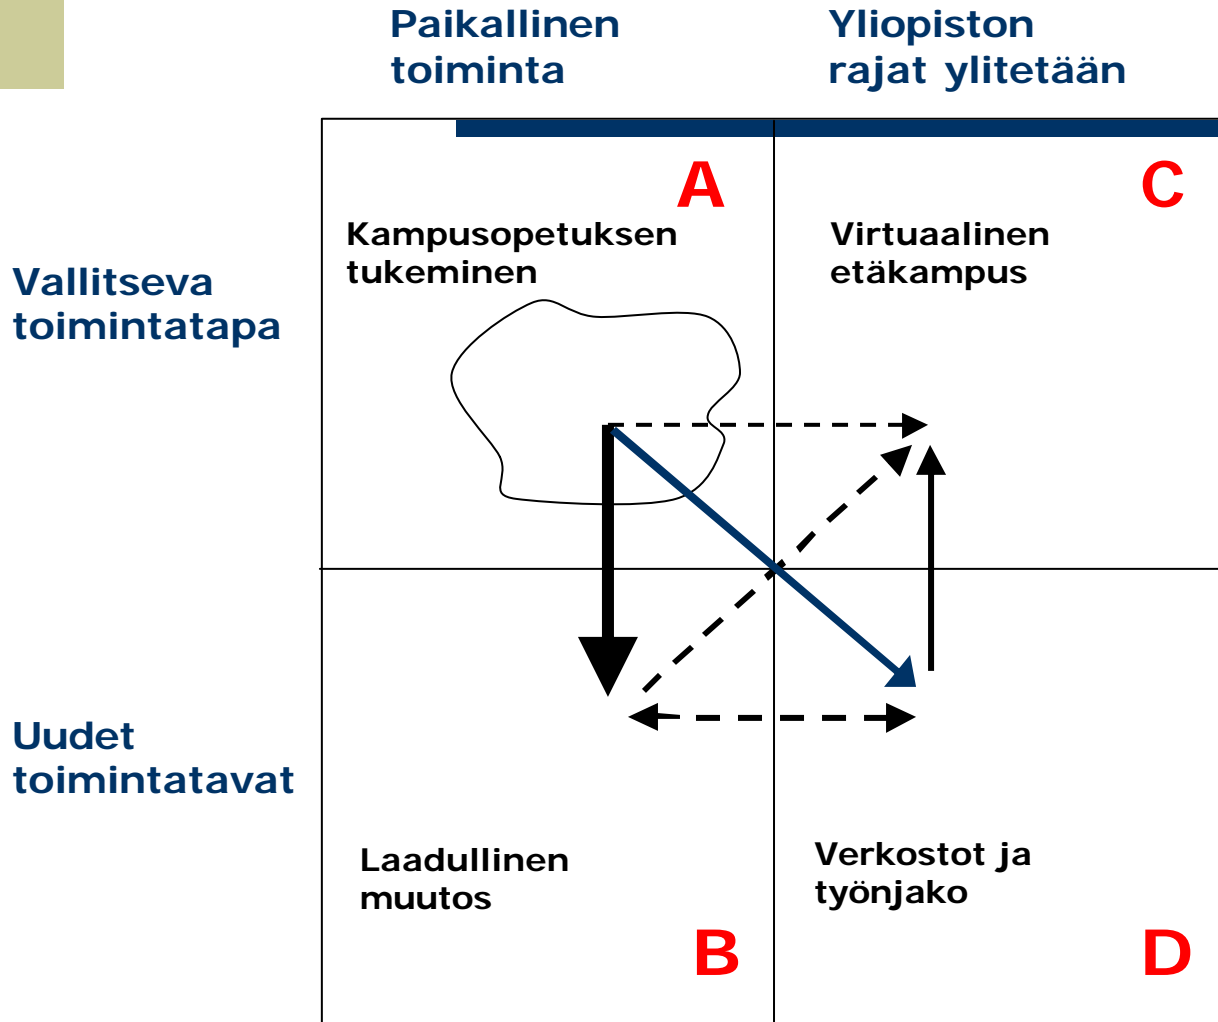 Paikallinen
toiminta
Yliopiston
rajat ylitetään
A
C
Kampusopetuksen
tukeminen
Virtuaalinen
etäkampus
Vallitseva
toimintatapa
Uudet
toimintatavat
Laadullinen
muutos
Verkostot ja
työnjako
B
D